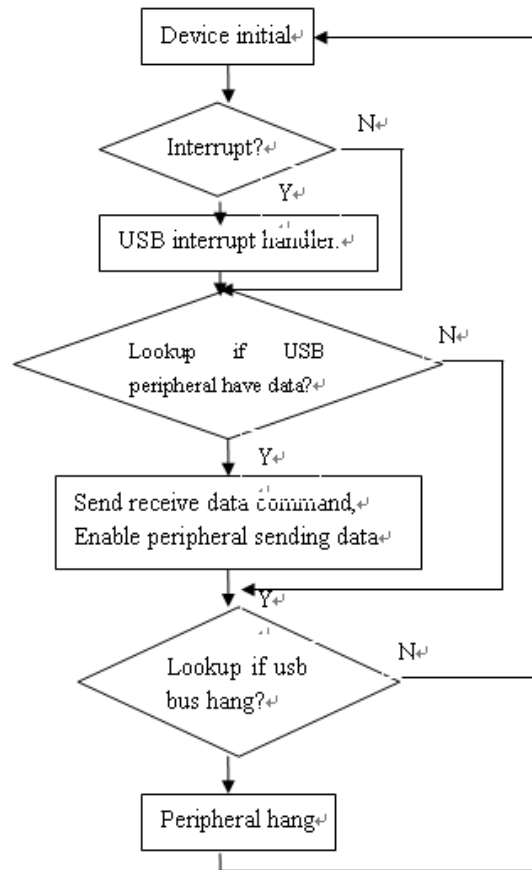 Device initial
N
Interrupt?
Y
USB interrupt handler.
N
Lookup if USB
peripheral have data?
Y
Send receive data command,
Enable peripheral sending data
Y
N
Lookup if usb
bus hang?
Peripheral hang